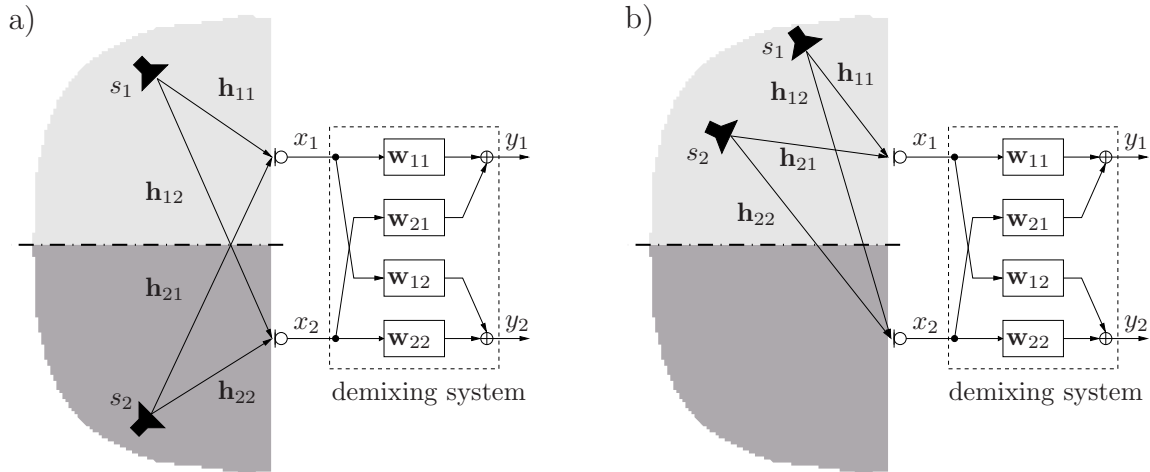 a)
s₁
h₁₁
x₁
y₁
w₁₁
h₁₂
w₂₁
h₂₁
w₁₂
x₂
y₂
w₂₂
s₂
h₂₂
demixing system
b)
s₁
h₁₁
h₁₂
s₂
x₁
y₁
h₂₁
w₁₁
h₂₂
w₂₁
w₁₂
x₂
y₂
w₂₂
demixing system